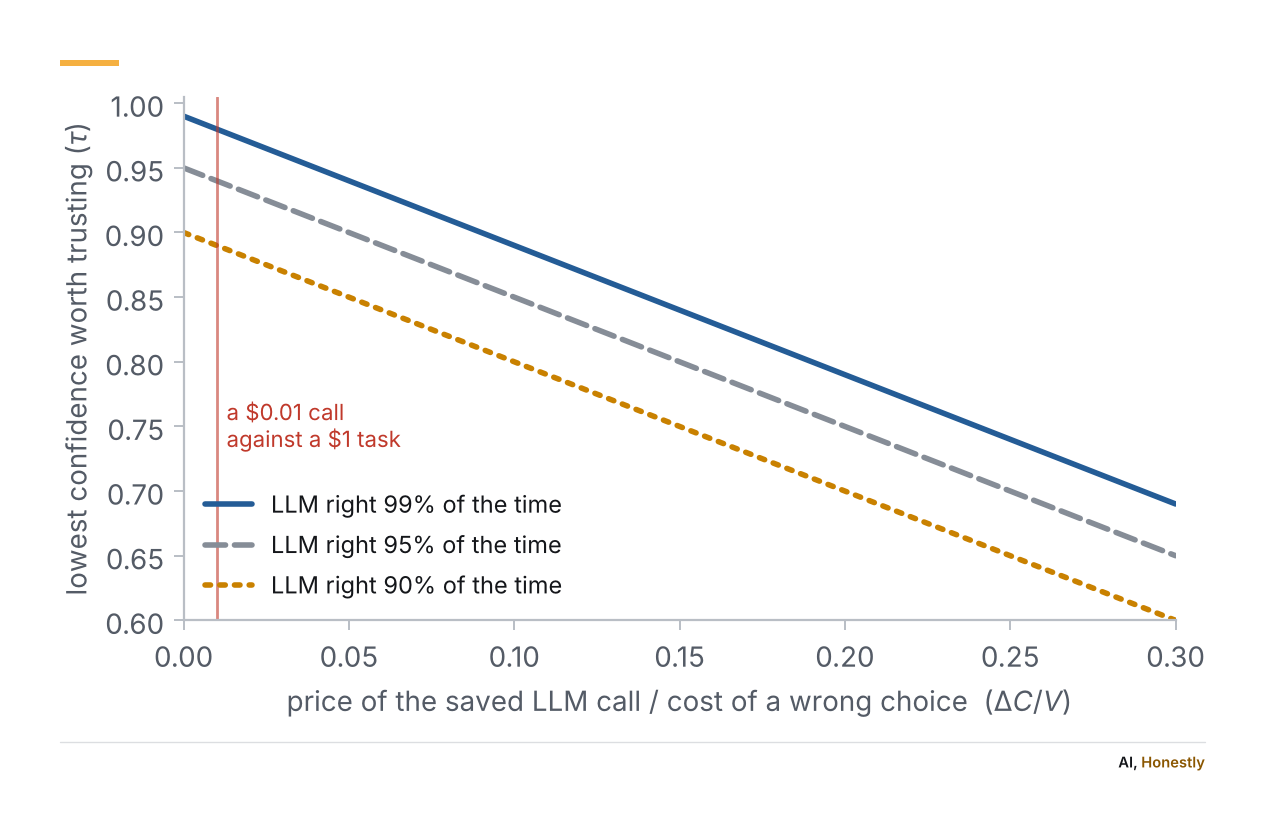 lowest confidence worth trusting (τ)
1.00
0.95
0.90
0.85
0.80
0.75
0.70
0.65
0.60
a $0.01 call
against a $1 task
LLM right 99% of the time
LLM right 95% of the time
LLM right 90% of the time
0.00 0.05 0.10 0.15 0.20 0.25 0.30
price of the saved LLM call / cost of a wrong choice (ΔC/V)
AI, Honestly